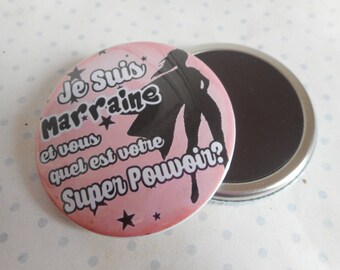 Je Suis
Marraine
et vous
quel est votre
Super Pouvoir?